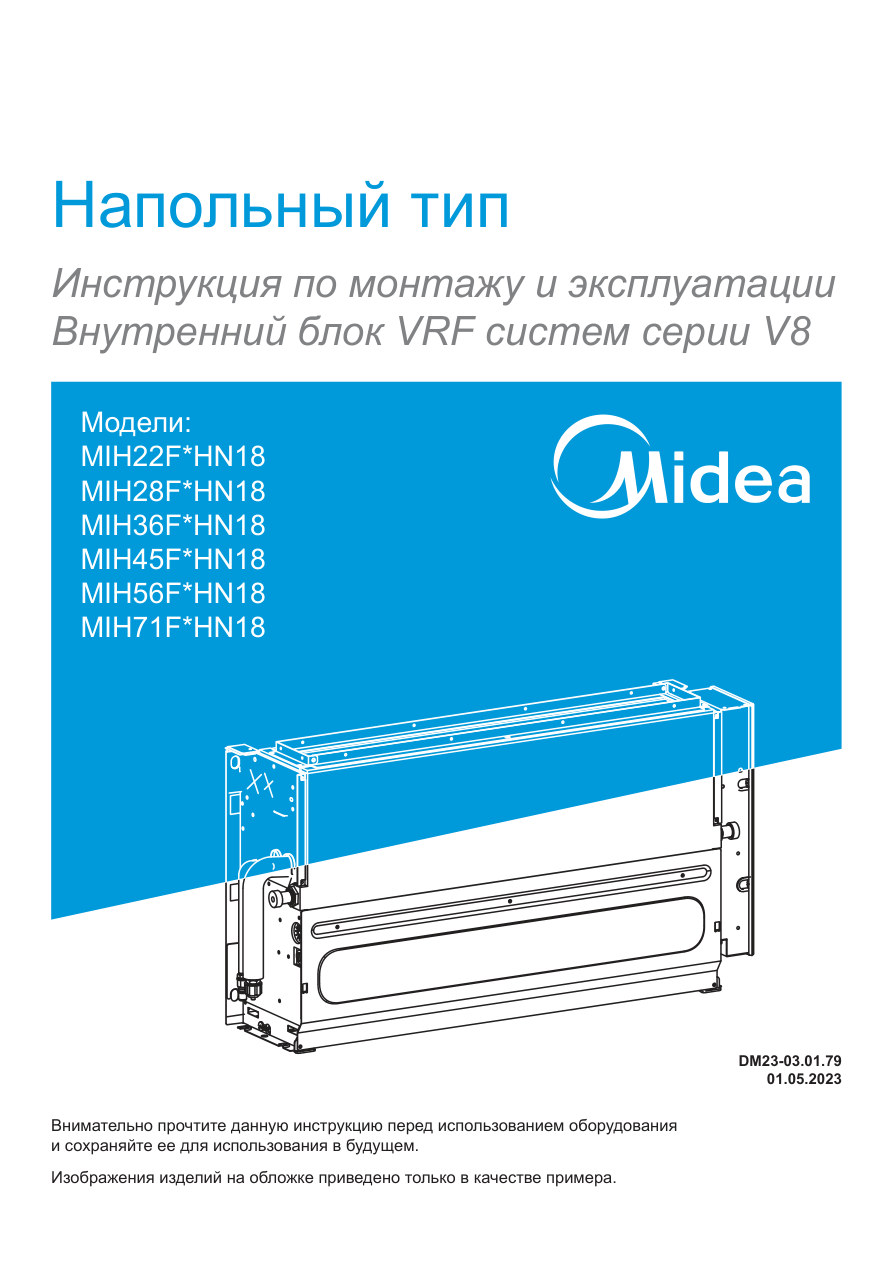 Напольный тип
Инструкция по монтажу и эксплуатации
Внутренний блок VRF систем серии V8
Модели:
MIH22F*HN18
MIH28F*HN18
MIH36F*HN18
MIH45F*HN18
MIH56F*HN18
MIH71F*HN18
Midea
DM23-03.01.79
01.05.2023
Внимательно прочтите данную инструкцию перед использованием оборудования
и сохраняйте ее для использования в будущем.
Изображения изделий на обложке приведено только в качестве примера.